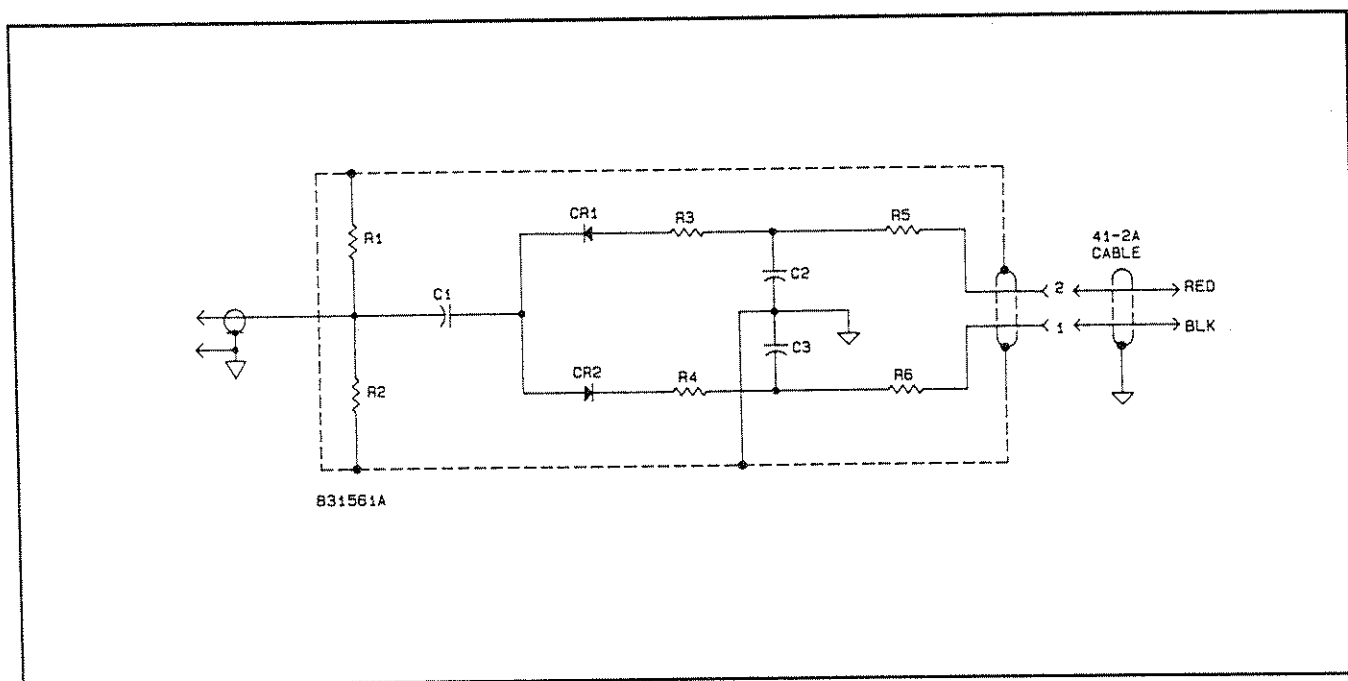 R1
R2
C1
CR1
R3
R5
C2
C3
CR2
R4
R6
2
1
41-2A
CABLE
RED
BLK
831561A